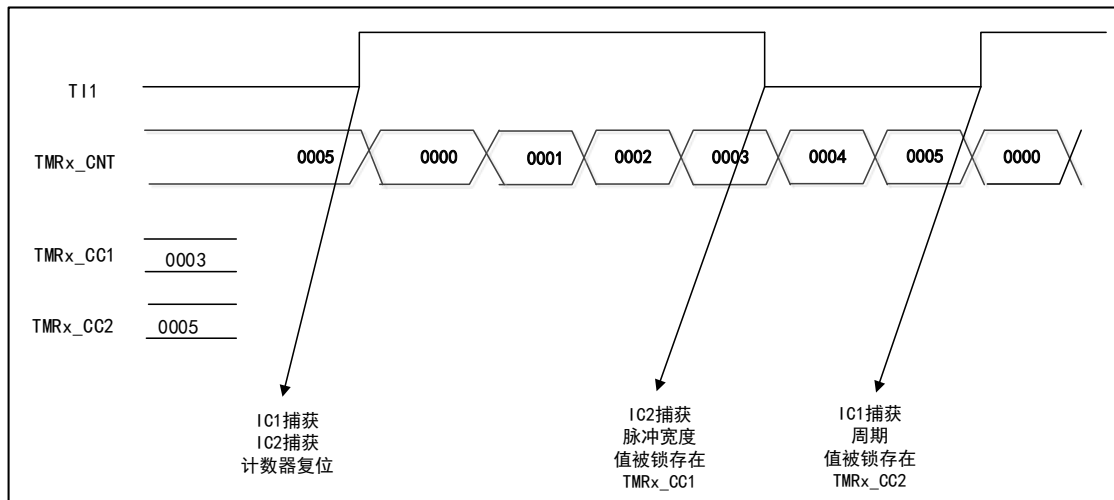 TI1
TMRx_CNT
0005 0000 0001 0002 0003 0004 0005 0000
TMRx_CC1
0003
TMRx_CC2
0005
IC1捕获
IC2捕获
计数器复位
IC2捕获
脉冲宽度
值被锁存在
TMRx_CC1
IC1捕获
周期
值被锁存在
TMRx_CC2